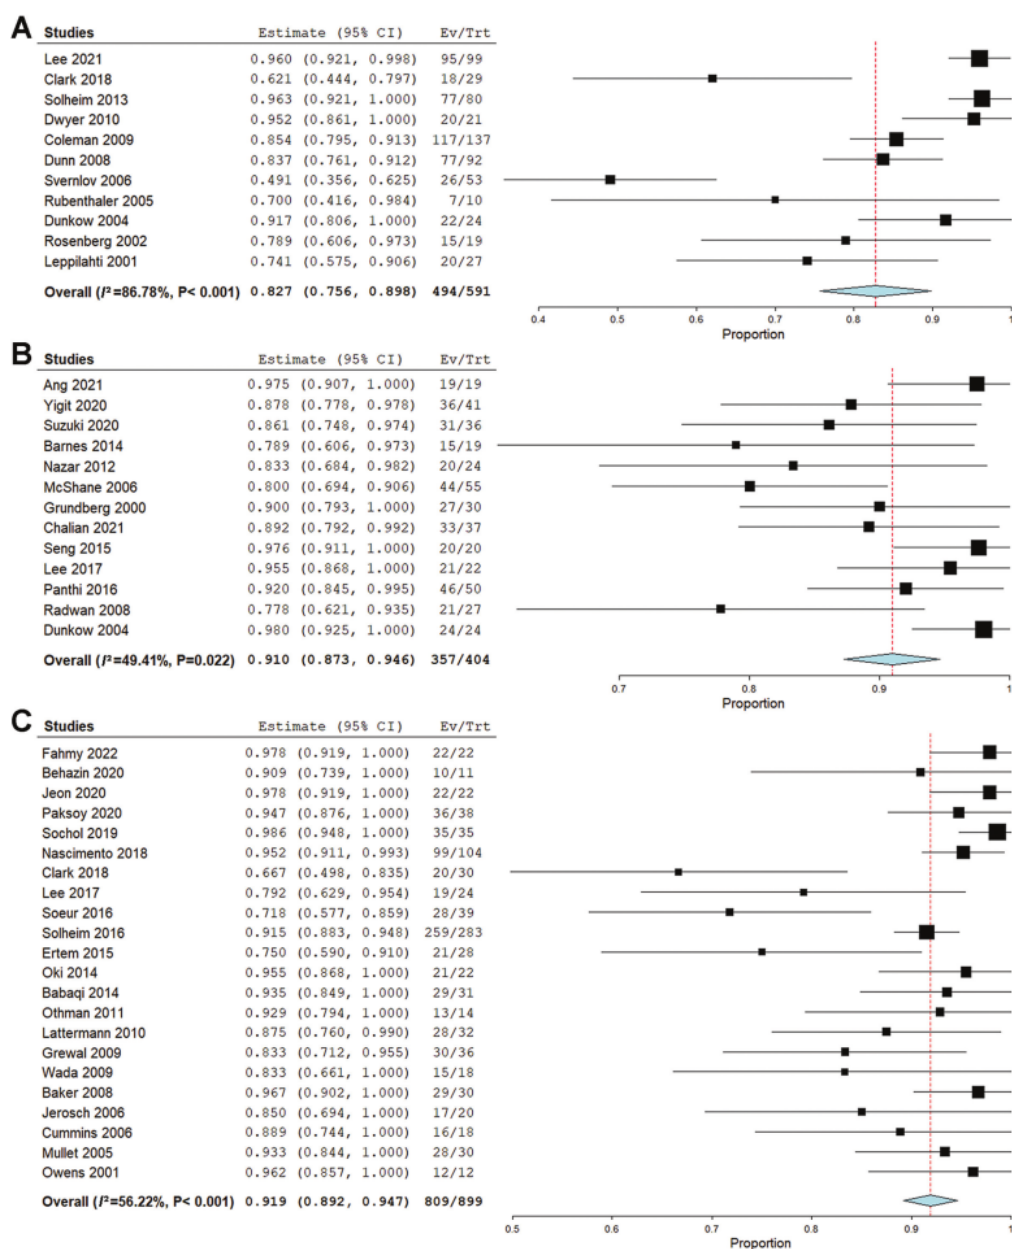 A Studies Estimate (95% CI) Ev/Trt
Lee 2021 0.960 (0.921, 0.998) 95/99
Clark 2018 0.621 (0.444, 0.797) 18/29
Solheim 2013 0.963 (0.921, 1.000) 77/80
Dwyer 2010 0.952 (0.861, 1.000) 20/21
Coleman 2009 0.854 (0.795, 0.913) 117/137
Dunn 2008 0.837 (0.761, 0.912) 77/92
Svernlov 2006 0.491 (0.356, 0.625) 26/53
Rubenthaler 2005 0.700 (0.416, 0.984) 7/10
Dunkow 2004 0.917 (0.806, 1.000) 22/24
Rosenberg 2002 0.789 (0.606, 0.973) 15/19
Leppilahti 2001 0.741 (0.575, 0.906) 20/27
Overall (I²=86.78%, P< 0.001) 0.827 (0.756, 0.898) 494/591
0.4 0.5 0.6 0.7 0.8 0.9 1
Proportion
B Studies Estimate (95% CI) Ev/Trt
Ang 2021 0.975 (0.907, 1.000) 19/19
Yigit 2020 0.878 (0.778, 0.978) 36/41
Suzuki 2020 0.861 (0.748, 0.974) 31/36
Barnes 2014 0.789 (0.606, 0.973) 15/19
Nazar 2012 0.833 (0.684, 0.982) 20/24
McShane 2006 0.800 (0.694, 0.906) 44/55
Grundberg 2000 0.900 (0.793, 1.000) 27/30
Chalian 2021 0.892 (0.792, 0.992) 33/37
Seng 2015 0.976 (0.911, 1.000) 20/20
Lee 2017 0.955 (0.868, 1.000) 21/22
Panthi 2016 0.920 (0.845, 0.995) 46/50
Radwan 2008 0.778 (0.621, 0.935) 21/27
Dunkow 2004 0.980 (0.925, 1.000) 24/24
Overall (I²=49.41%, P=0.022) 0.910 (0.873, 0.946) 357/404
0.7 0.8 0.9 1
Proportion
C Studies Estimate (95% CI) Ev/Trt
Fahmy 2022 0.978 (0.919, 1.000) 22/22
Behazin 2020 0.909 (0.739, 1.000) 10/11
Jeon 2020 0.978 (0.919, 1.000) 22/22
Paksoy 2020 0.947 (0.876, 1.000) 36/38
Sochol 2019 0.986 (0.948, 1.000) 35/35
Nascimento 2018 0.952 (0.911, 0.993) 99/104
Clark 2018 0.667 (0.498, 0.835) 20/30
Lee 2017 0.792 (0.629, 0.954) 19/24
Soeur 2016 0.718 (0.577, 0.859) 28/39
Solheim 2016 0.915 (0.883, 0.948) 259/283
Ertem 2015 0.750 (0.590, 0.910) 21/28
Oki 2014 0.955 (0.868, 1.000) 21/22
Babaqi 2014 0.935 (0.849, 1.000) 29/31
Othman 2011 0.929 (0.794, 1.000) 13/14
Lattermann 2010 0.875 (0.760, 0.990) 28/32
Grewal 2009 0.833 (0.712, 0.955) 30/36
Wada 2009 0.833 (0.661, 1.000) 15/18
Baker 2008 0.967 (0.902, 1.000) 29/30
Jerosch 2006 0.850 (0.694, 1.000) 17/20
Cummins 2006 0.889 (0.744, 1.000) 16/18
Mullet 2005 0.933 (0.844, 1.000) 28/30
Owens 2001 0.962 (0.857, 1.000) 12/12
Overall (I²=56.22%, P< 0.001) 0.919 (0.892, 0.947) 809/899
0.5 0.6 0.7 0.8 0.9 1
Proportion